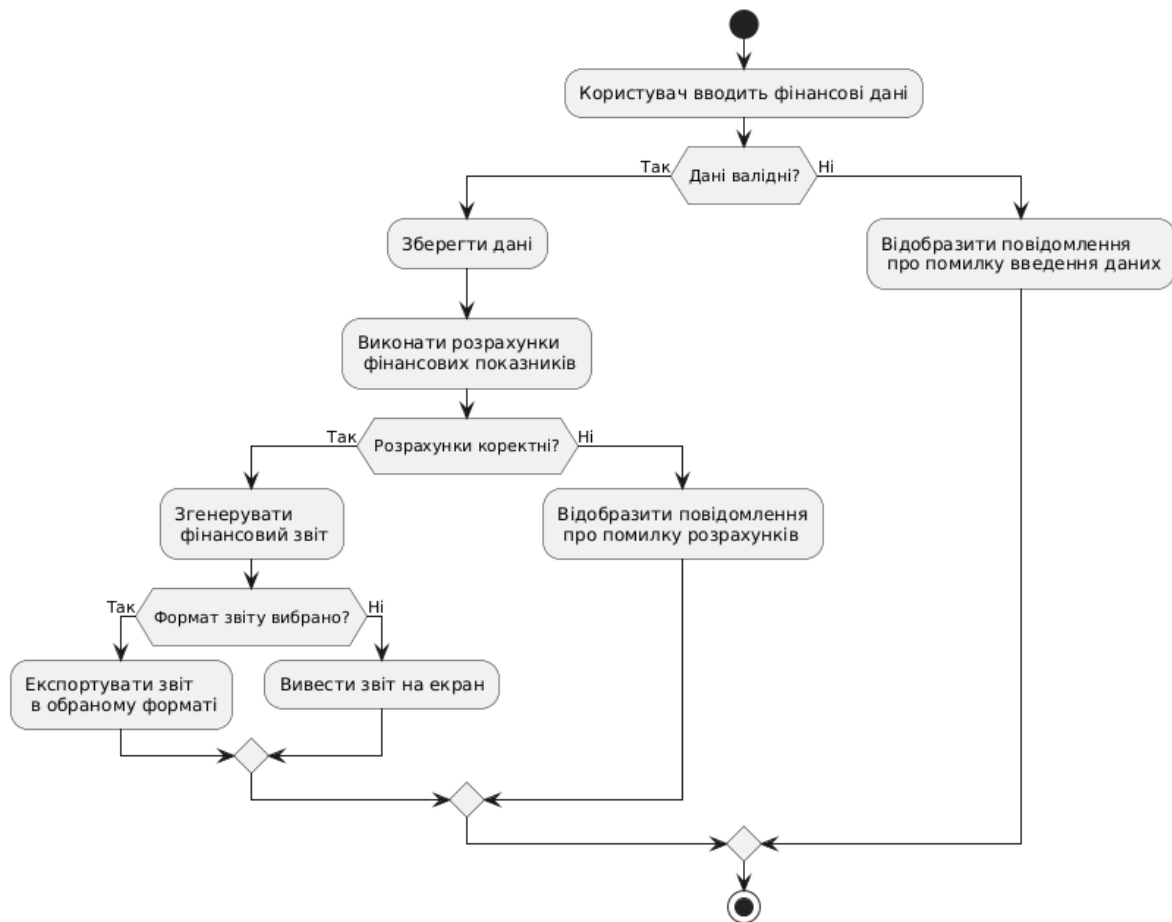 Користувач вводить фінансові дані
Так
Дані валідні?
Ні
Зберегти дані
Відобразити повідомлення
про помилку введення даних
Виконати розрахунки
фінансових показників
Так
Розрахунки коректні?
Ні
Згенерувати
фінансовий звіт
Відобразити повідомлення
про помилку розрахунків
Так
Формат звіту вибрано?
Ні
Експортувати звіт
в обраному форматі
Вивести звіт на екран